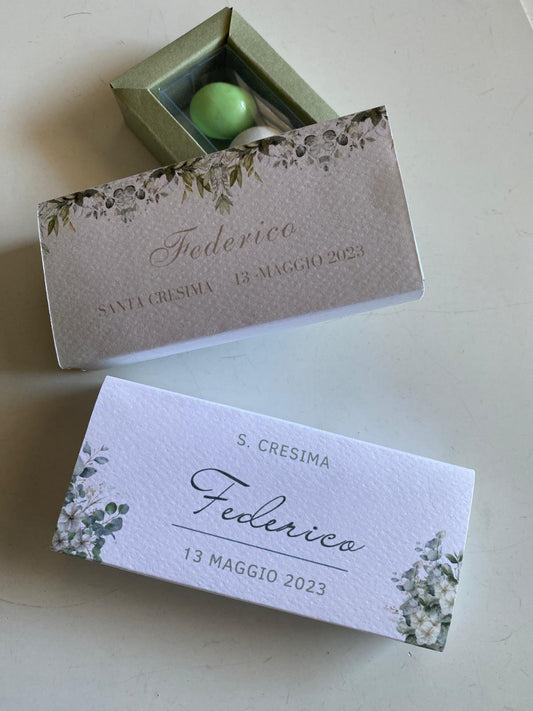 Federico
SANTA CRESIMA 13 MAGGIO 2023
S. CRESIMA
Federico
13 MAGGIO 2023